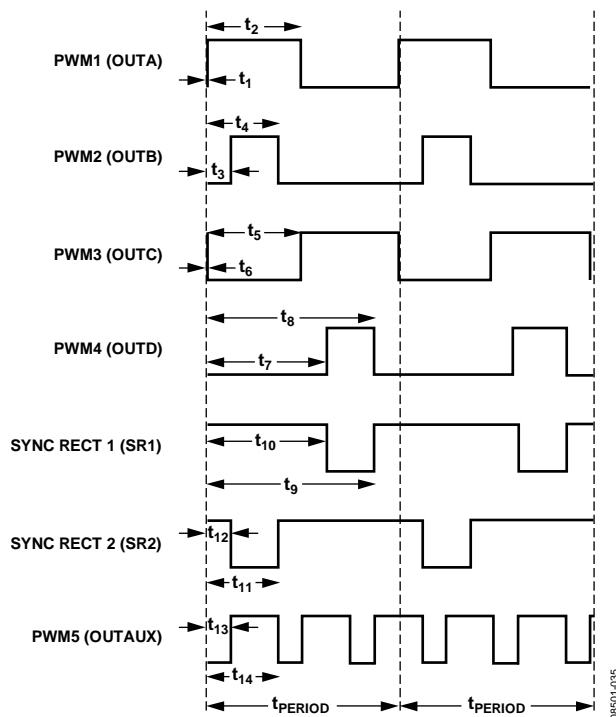 t2
PWM1 (OUTA)
t1
t4
PWM2 (OUTB)
t3
t5
PWM3 (OUTC)
t6
t8
PWM4 (OUTD)
t7
SYNC RECT 1 (SR1)
t10
t9
SYNC RECT 2 (SR2)
t12
t11
PWM5 (OUTAUX)
t13
t14
tPERIOD tPERIOD
08501-035